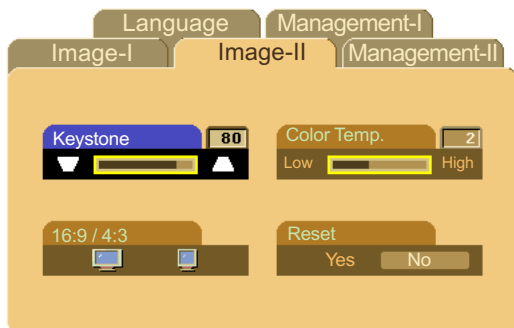 Language Management-I
Image-I Image-II Management-II
Keystone 80 Color Temp. 2
Low High
16:9 / 4:3 Reset
Yes No